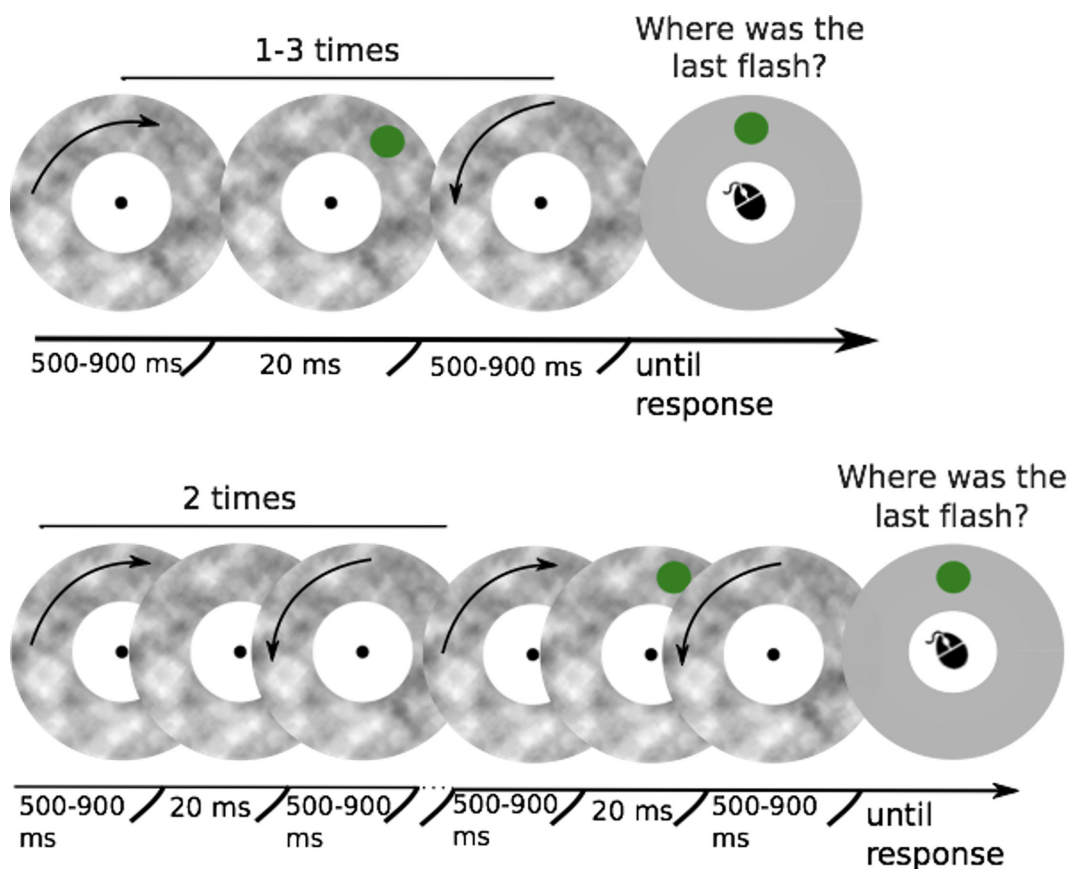 1-3 times
Where was the
last flash?
500-900 ms
20 ms
500-900 ms
until
response
2 times
Where was the
last flash?
500-900
ms
20 ms
500-900
ms
500-900
ms
20 ms
500-900
ms
until
response